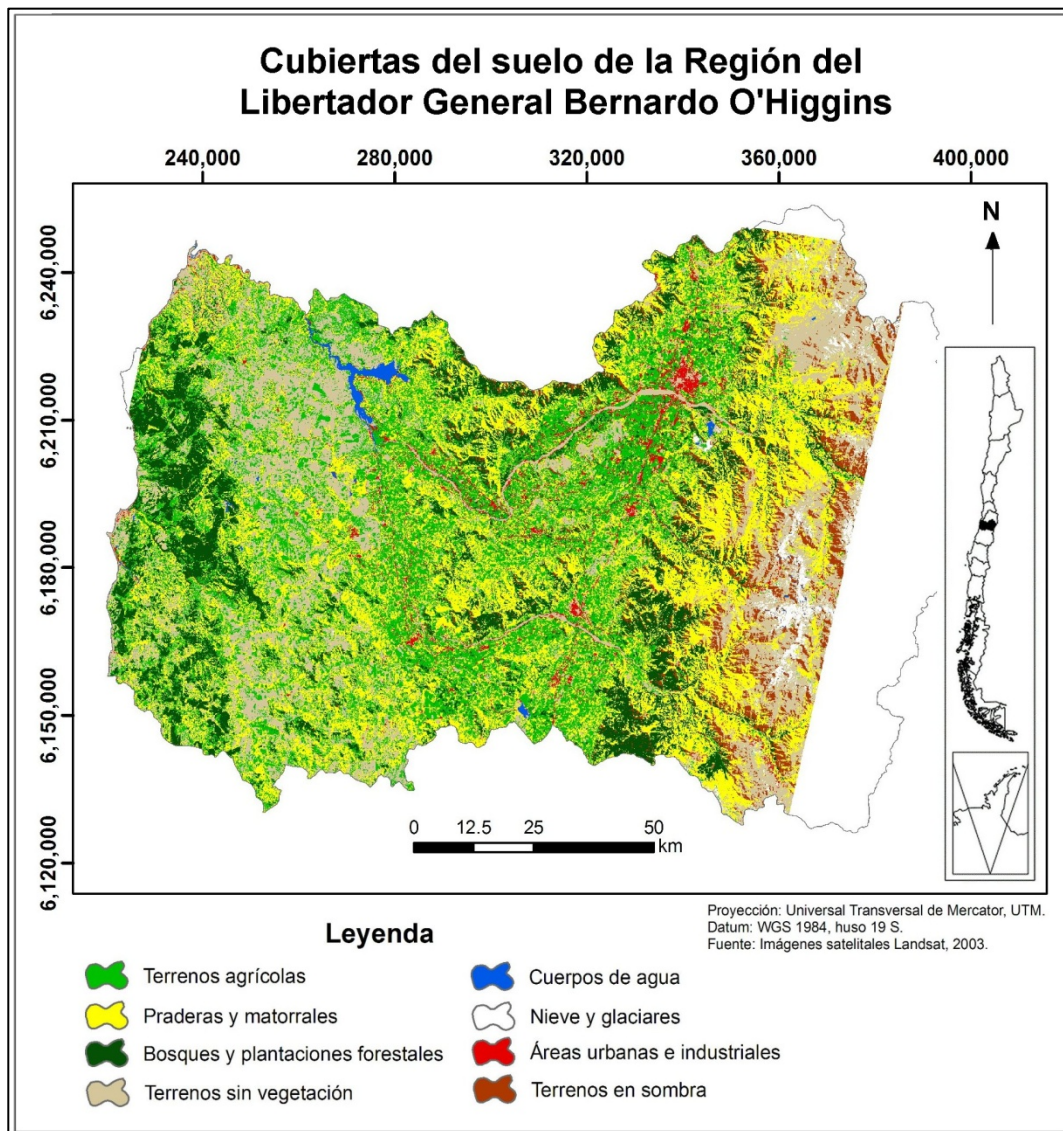 Cubiertas del suelo de la Región del
Libertador General Bernardo O'Higgins
240,000 280,000 320,000 360,000 400,000
6,240,000
6,210,000
6,180,000
6,150,000
6,120,000
N
0 12.5 25 50
km
Proyección: Universal Transversal de Mercator, UTM.
Datum: WGS 1984, huso 19 S.
Fuente: Imágenes satelitales Landsat, 2003.
Leyenda
Terrenos agrícolas
Praderas y matorrales
Bosques y plantaciones forestales
Terrenos sin vegetación
Cuerpos de agua
Nieve y glaciares
Áreas urbanas e industriales
Terrenos en sombra